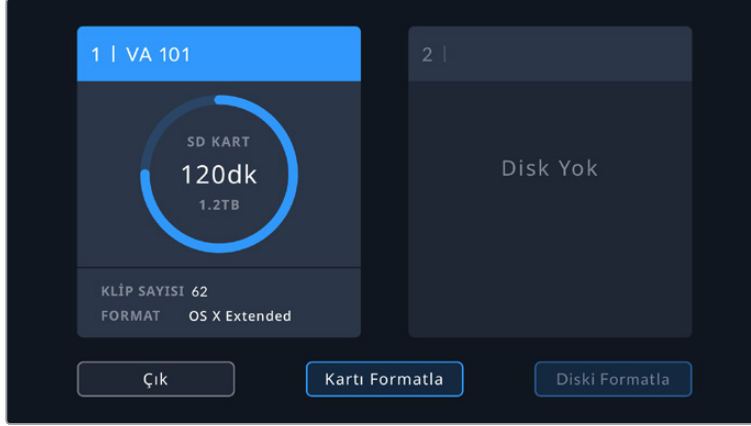 1 | VA 101
SD KART
120dk
1.2TB
KLİP SAYISI 62
FORMAT OS X Extended
2 |
Disk Yok
Çık
Kartı Formatla
Diski Formatla